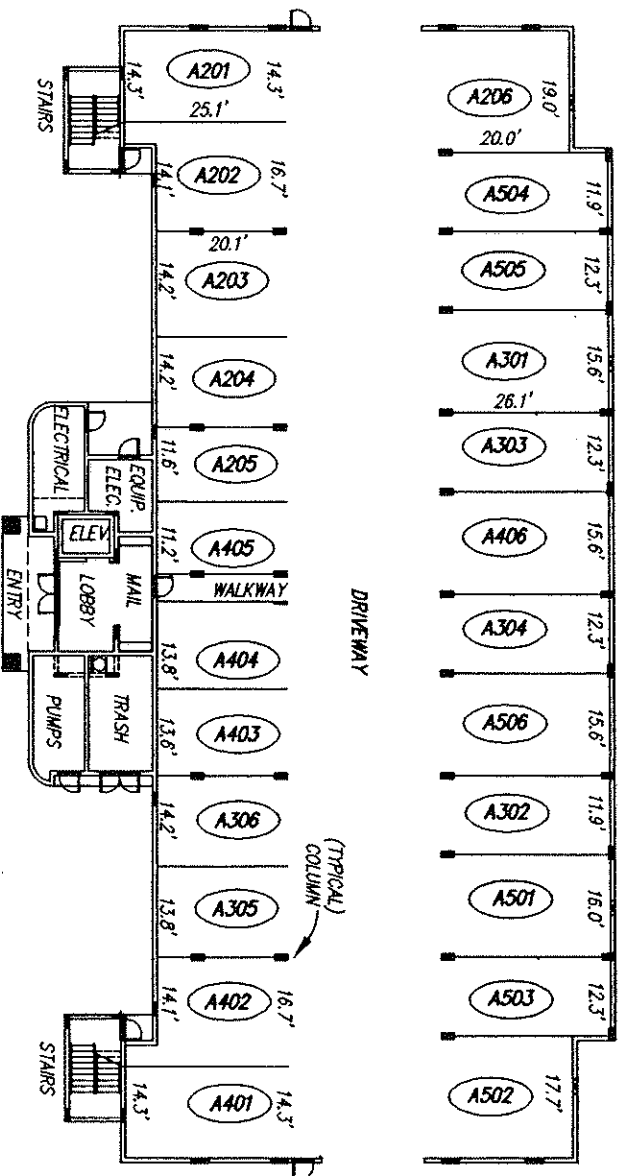 A201
14.3'
14.3'
25.1'
STAIRS
A202
16.7'
14.1'
20.1'
A203
14.2'
A204
14.2'
A205
11.6'
A405
11.2'
WALKWAY
A404
13.8'
A403
13.6'
A306
14.2'
A305
13.8'
A402
16.7'
14.1'
A401
14.3'
14.3'
STAIRS
ELECTRICAL
EQUIP.
ELEC.
ELEV.
MAIL
LOBBY
ENTRY
TRASH
PUMPS
DRIVEWAY
(TYPICAL)
COLUMN
A206
19.0'
20.0'
A504
11.9'
A505
12.3'
A301
15.6'
26.1'
A303
12.3'
A406
15.6'
A304
12.3'
A506
15.6'
A302
11.9'
A501
16.0'
A503
12.3'
A502
17.7'